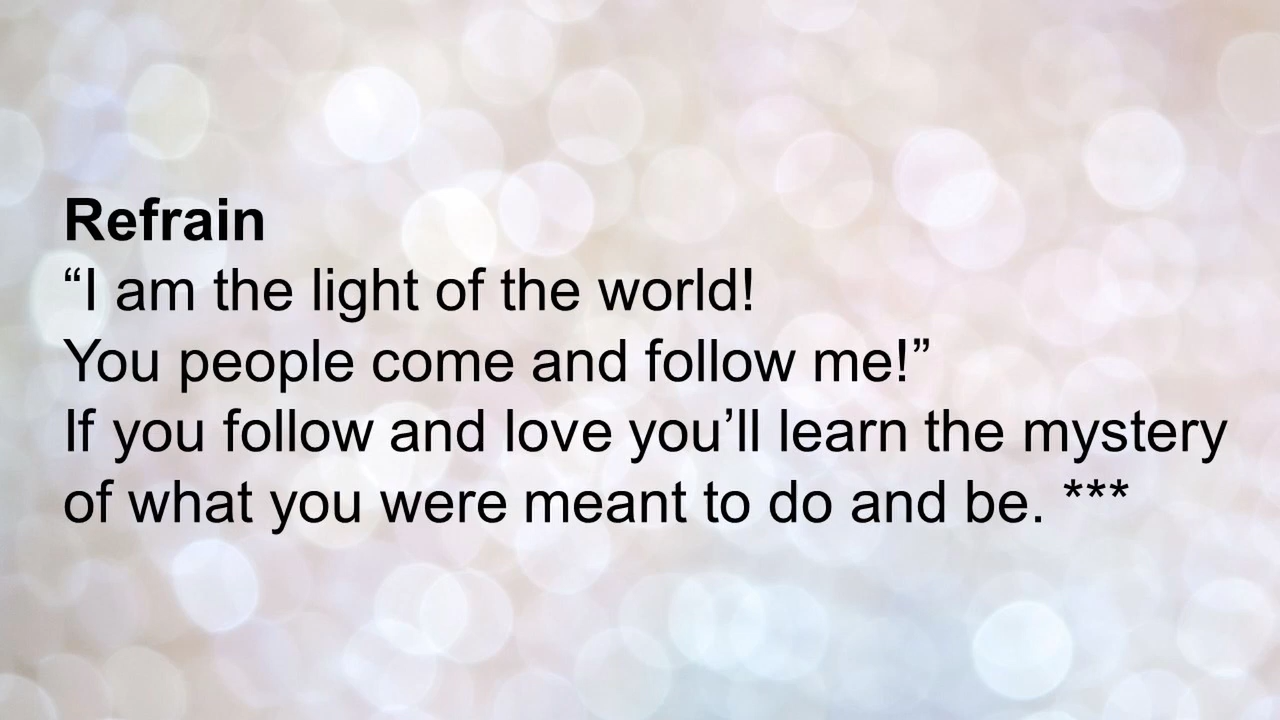 Refrain
“I am the light of the world!
You people come and follow me!”
If you follow and love you’ll learn the mystery
of what you were meant to do and be. ***